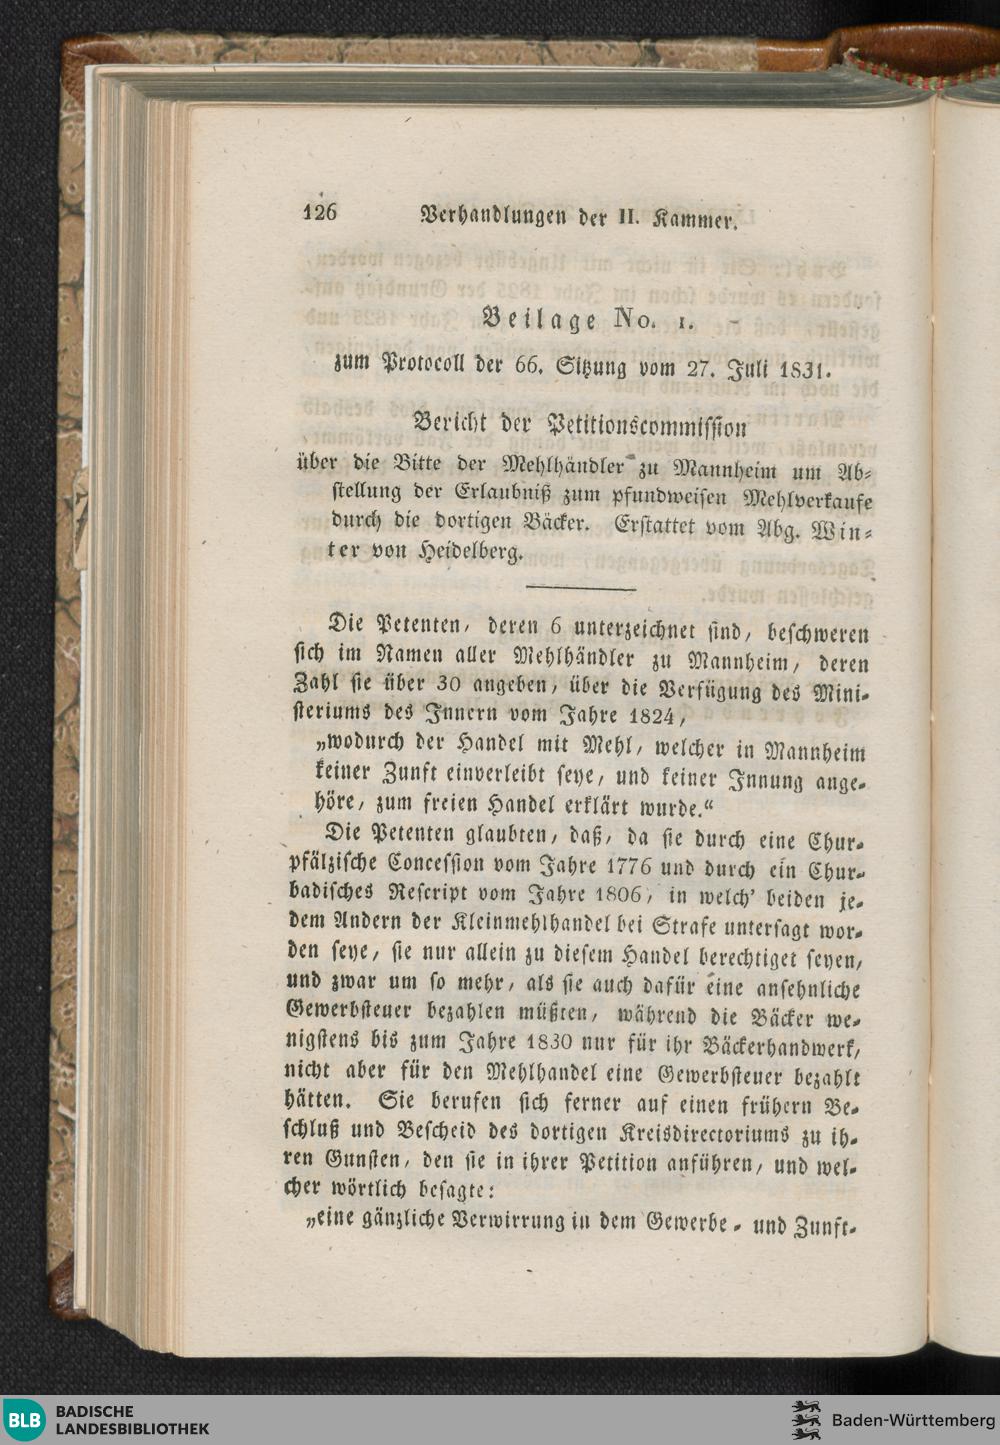 126 Verhandlungen der II. Kammer.
Beilage No. 1.
zum Protocoll der 66. Sitzung vom 27. Juli 1831.
Bericht der Petitionscommission
über die Bitte der Mehlhändler zu Mannheim um Ab-
stellung der Erlaubniß zum pfundweisen Mehlverkaufe
durch die dortigen Bäcker. Erstattet vom Abg. Win-
ter von Heidelberg.
Die Petenten, deren 6 unterzeichnet sind, beschweren
sich im Namen aller Mehlhändler zu Mannheim, deren
Zahl sie über 30 angeben, über die Verfügung des Mini-
steriums des Innern vom Jahre 1824,
„wodurch der Handel mit Mehl, welcher in Mannheim
keiner Zunft einverleibt seye, und keiner Innung ange-
höre, zum freien Handel erklärt wurde.“
Die Petenten glaubten, daß, da sie durch eine Chur-
pfälzische Concession vom Jahre 1776 und durch ein Chur-
badisches Rescript vom Jahre 1806, in welch' beiden je-
dem Andern der Kleinmehlhandel bei Strafe untersagt wor-
den seye, sie nur allein zu diesem Handel berechtiget seyen,
und zwar um so mehr, als sie auch dafür eine ansehnliche
Gewerbsteuer bezahlen müßten, während die Bäcker we-
nigstens bis zum Jahre 1830 nur für ihr Bäckerhandwerk,
nicht aber für den Mehlhandel eine Gewerbsteuer bezahlt
hätten. Sie berufen sich ferner auf einen frühern Be-
schluß und Bescheid des dortigen Kreisdirectoriums zu ih-
ren Gunsten, den sie in ihrer Petition anführen, und wel-
cher wörtlich besagte:
„eine gänzliche Verwirrung in dem Gewerbe- und Zunft-
BLB BADISCHE
LANDESBIBLIOTHEK
Baden-Württemberg